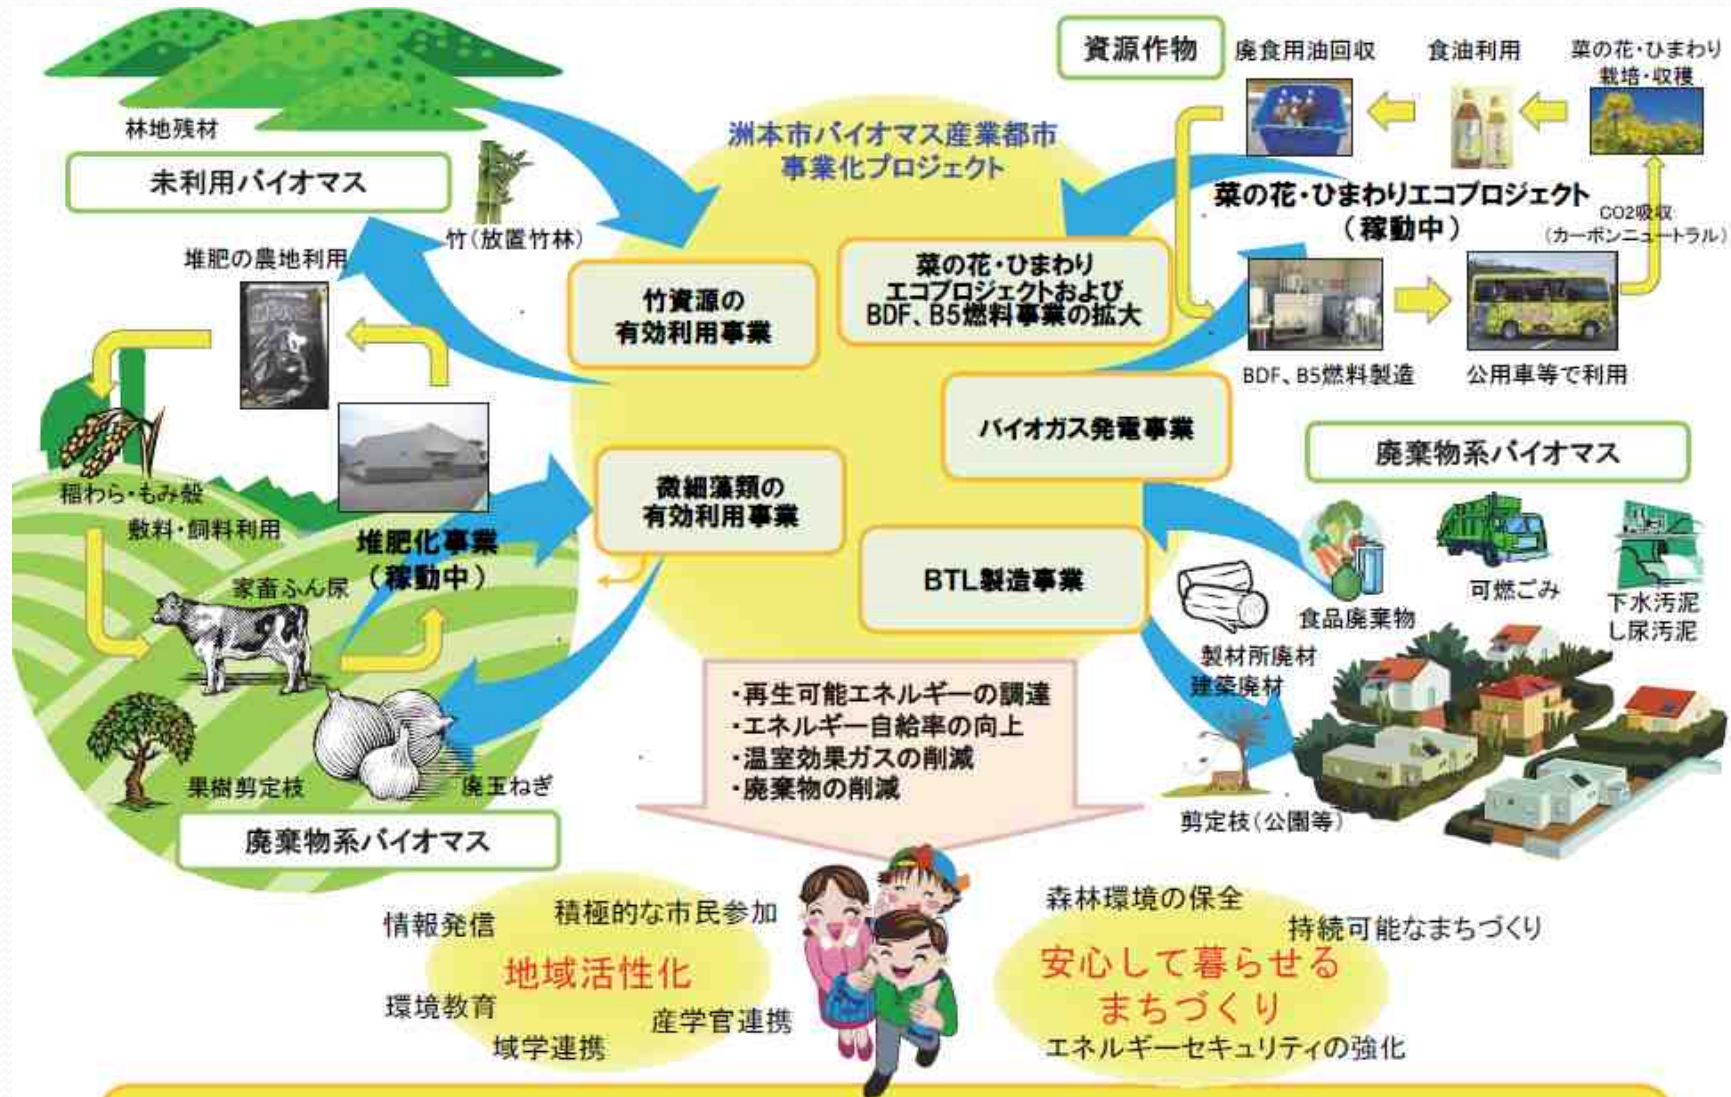 資源作物
廃食用油回収
食油利用
菜の花・ひまわり
栽培・収穫
林地残材
未利用バイオマス
竹(放置竹林)
洲本市バイオマス産業都市
事業化プロジェクト
菜の花・ひまわりエコプロジェクト
(稼動中)
CO2吸収
(カーボンニュートラル)
堆肥の農地利用
竹資源の
有効利用事業
菜の花・ひまわり
エコプロジェクトおよび
BDF、B5燃料事業の拡大
BDF、B5燃料製造
公用車等で利用
バイオガス発電事業
廃棄物系バイオマス
稲わら・もみ殻
敷料・飼料利用
堆肥化事業
(稼動中)
微細藻類の
有効利用事業
家畜ふん尿
BTL製造事業
食品廃棄物
可燃ごみ
下水汚泥
し尿汚泥
製材所廃材
建築廃材
・再生可能エネルギーの調達
・エネルギー自給率の向上
・温室効果ガスの削減
・廃棄物の削減
果樹剪定枝
廃玉ねぎ
剪定枝(公園等)
廃棄物系バイオマス
情報発信
積極的な市民参加
地域活性化
環境教育
産学官連携
域学連携
森林環境の保全
持続可能なまちづくり
安心して暮らせる
まちづくり
エネルギーセキュリティの強化